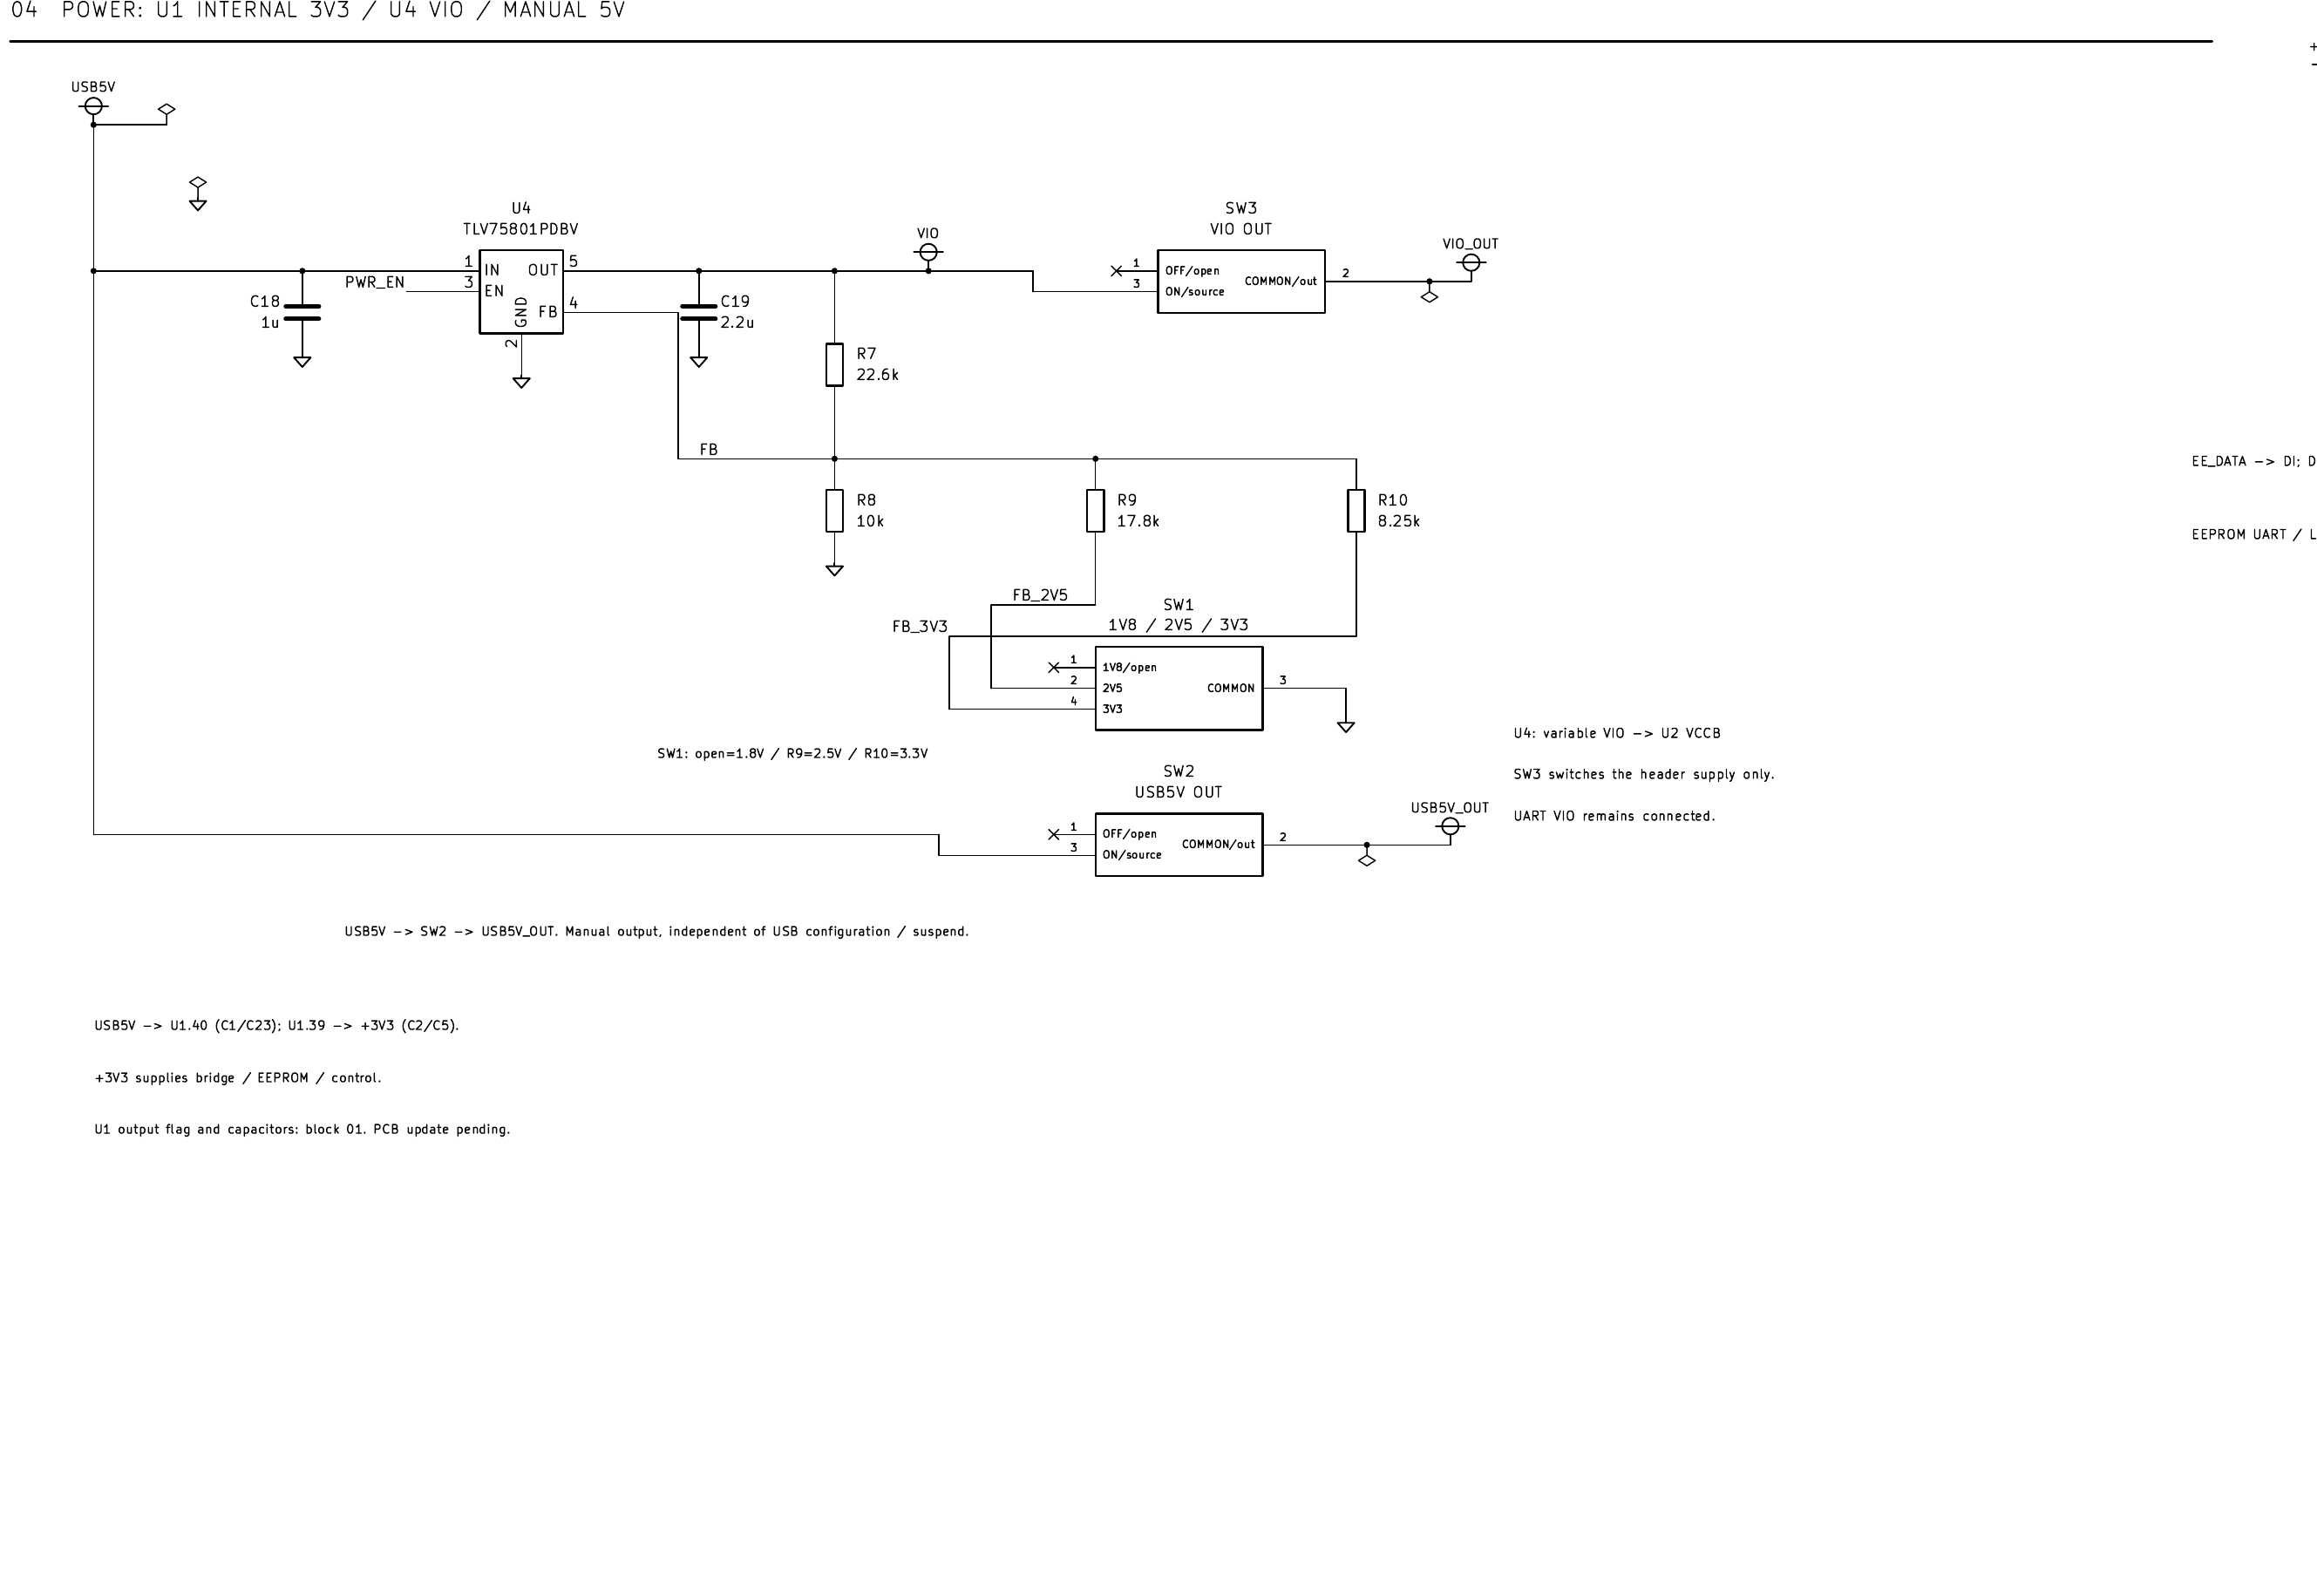 04 POWER: U1 INTERNAL 3V3 / U4 VIO / MANUAL 5V
USB5V
U4
TLV75801PDBV
1
IN
OUT
5
3
EN
PWR_EN
GND
FB
4
2
C18
1u
C19
2.2u
VIO
SW3
VIO OUT
1
OFF/open
3
ON/source
COMMON/out
2
VIO_OUT
R7
22.6k
FB
R8
10k
R9
17.8k
R10
8.25k
EE_DATA -> DI; D
EEPROM UART / L
FB_2V5
FB_3V3
SW1
1V8 / 2V5 / 3V3
1
1V8/open
2
2V5
COMMON
3
4
3V3
SW1: open=1.8V / R9=2.5V / R10=3.3V
U4: variable VIO -> U2 VCCB
SW3 switches the header supply only.
UART VIO remains connected.
SW2
USB5V OUT
1
OFF/open
3
ON/source
COMMON/out
2
USB5V_OUT
USB5V -> SW2 -> USB5V_OUT. Manual output, independent of USB configuration / suspend.
USB5V -> U1.40 (C1/C23); U1.39 -> +3V3 (C2/C5).
+3V3 supplies bridge / EEPROM / control.
U1 output flag and capacitors: block 01. PCB update pending.